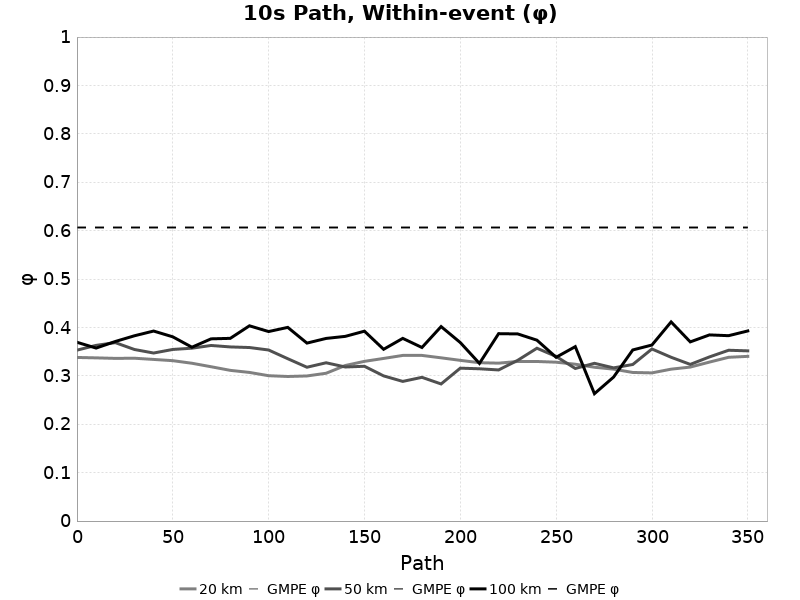 10s Path, Within-event (φ)
1
0.9
0.8
0.7
0.6
0.5
0.4
0.3
0.2
0.1
0
φ
0 50 100 150 200 250 300 350
Path
20 km GMPE φ 50 km GMPE φ 100 km GMPE φ